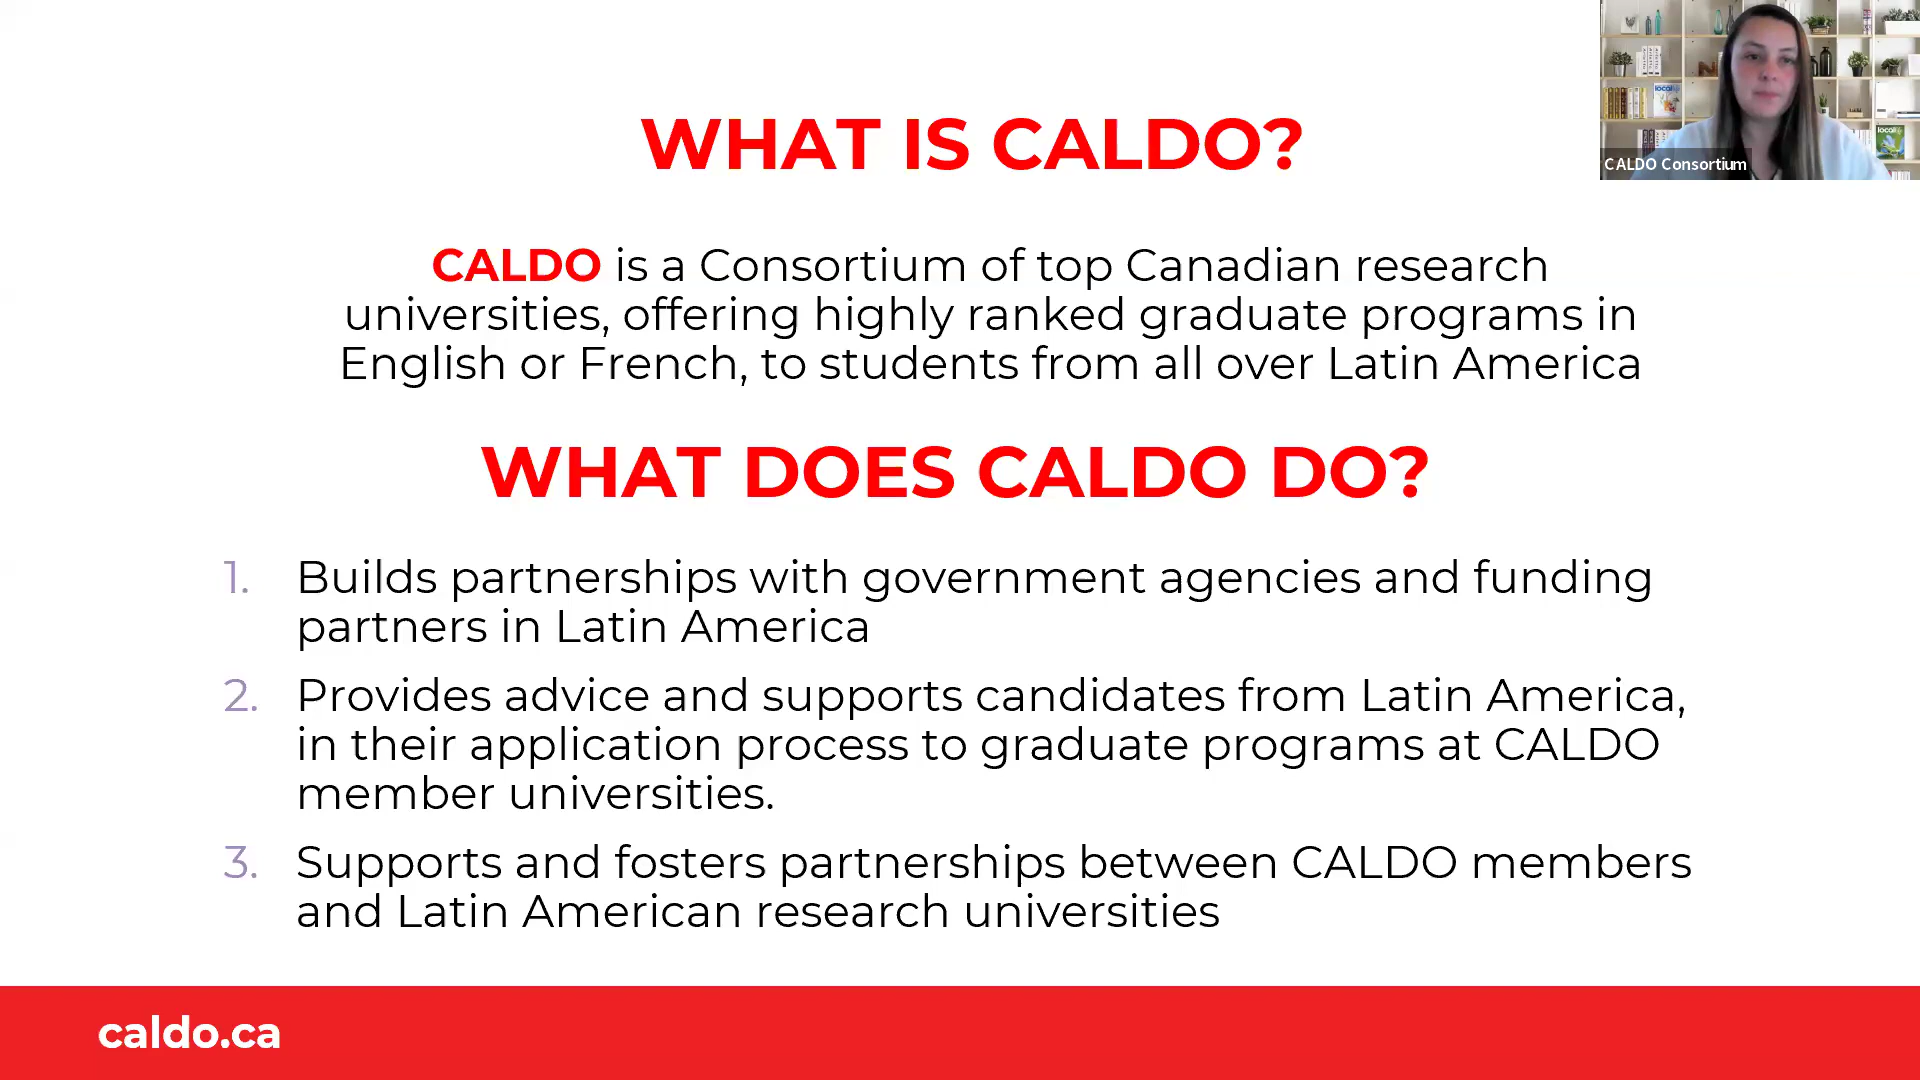 WHAT IS CALDO?
CALDO is a Consortium of top Canadian research
universities, offering highly ranked graduate programs in
English or French, to students from all over Latin America
WHAT DOES CALDO DO?
1. Builds partnerships with government agencies and funding
partners in Latin America
2. Provides advice and supports candidates from Latin America,
in their application process to graduate programs at CALDO
member universities.
3. Supports and fosters partnerships between CALDO members
and Latin American research universities
caldo.ca
local
local
CALDO Consortium